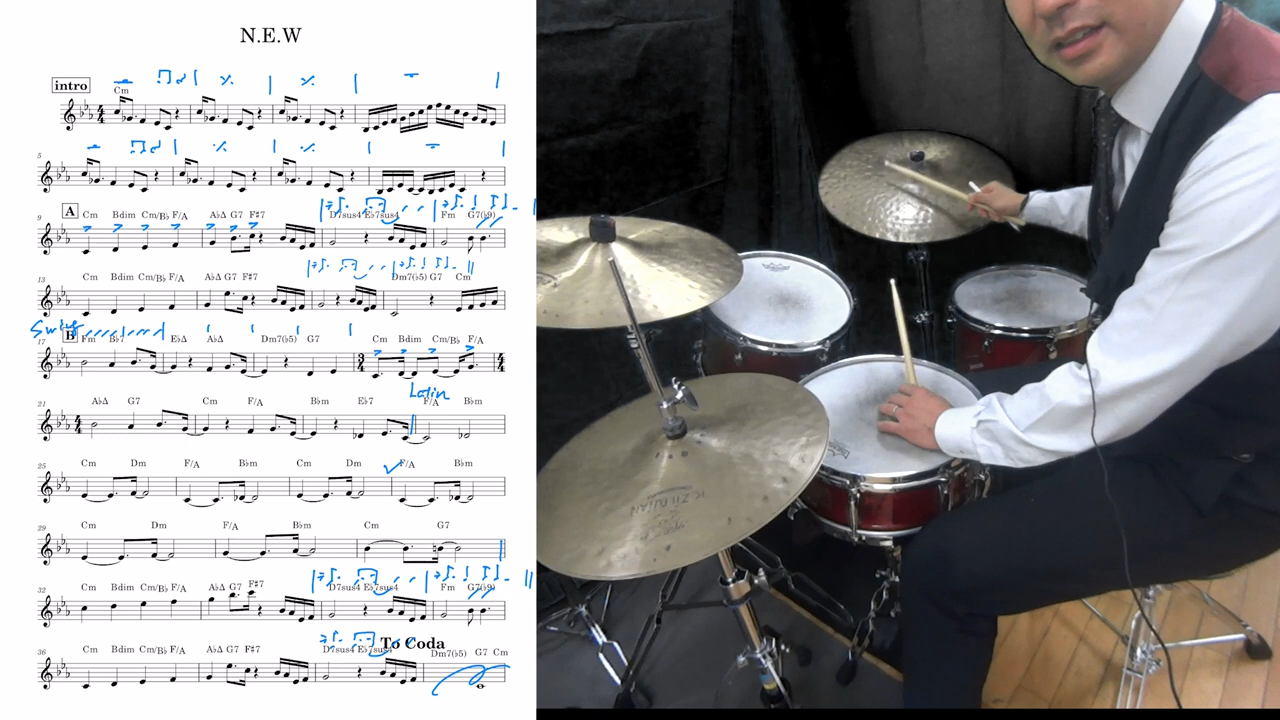 N.E.W
intro
Cm
5
A
9
Cm Bdim Cm/B♭ F/A A♭Δ G7 F#7 D7sus4 E♭7sus4 Fm G7(♭9)
13
Cm Bdim Cm/B♭ F/A A♭Δ G7 F#7 Dm7(♭5) G7 Cm
Swing
B
17
Fm B♭7 E♭Δ A♭Δ Dm7(♭5) G7 Cm Bdim Cm/B♭ F/A
Latin
21
A♭Δ G7 Cm F/A B♭m E♭7 F/A B♭m
25
Cm Dm F/A B♭m Cm Dm F/A B♭m
29
Cm Dm F/A B♭m Cm G7
32
Cm Bdim Cm/B♭ F/A A♭Δ G7 F#7 D7sus4 E♭7sus4 Fm G7(♭9)
To Coda
36
Cm Bdim Cm/B♭ F/A A♭Δ G7 F#7 D7sus4 E♭7sus4 Dm7(♭5) G7 Cm
K ZILDJIAN